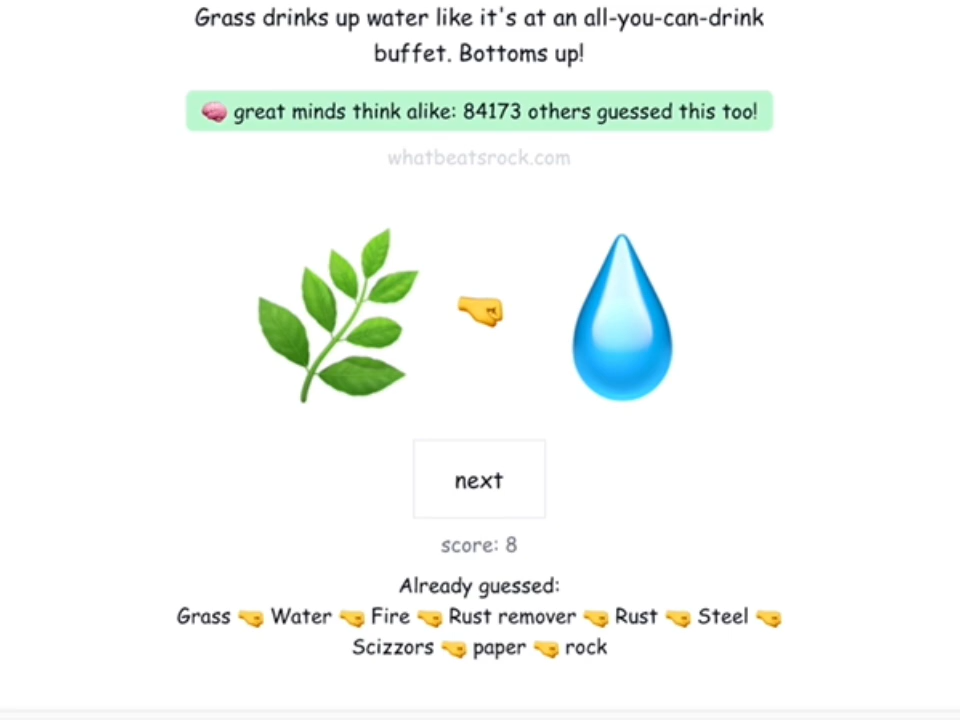 Grass drinks up water like it's at an all-you-can-drink
buffet. Bottoms up!
🧠 great minds think alike: 84173 others guessed this too!
whatbeatsrock.com
next
score: 8
Already guessed:
Grass 🤜 Water 🤜 Fire 🤜 Rust remover 🤜 Rust 🤜 Steel 🤜
Scizzors 🤜 paper 🤜 rock